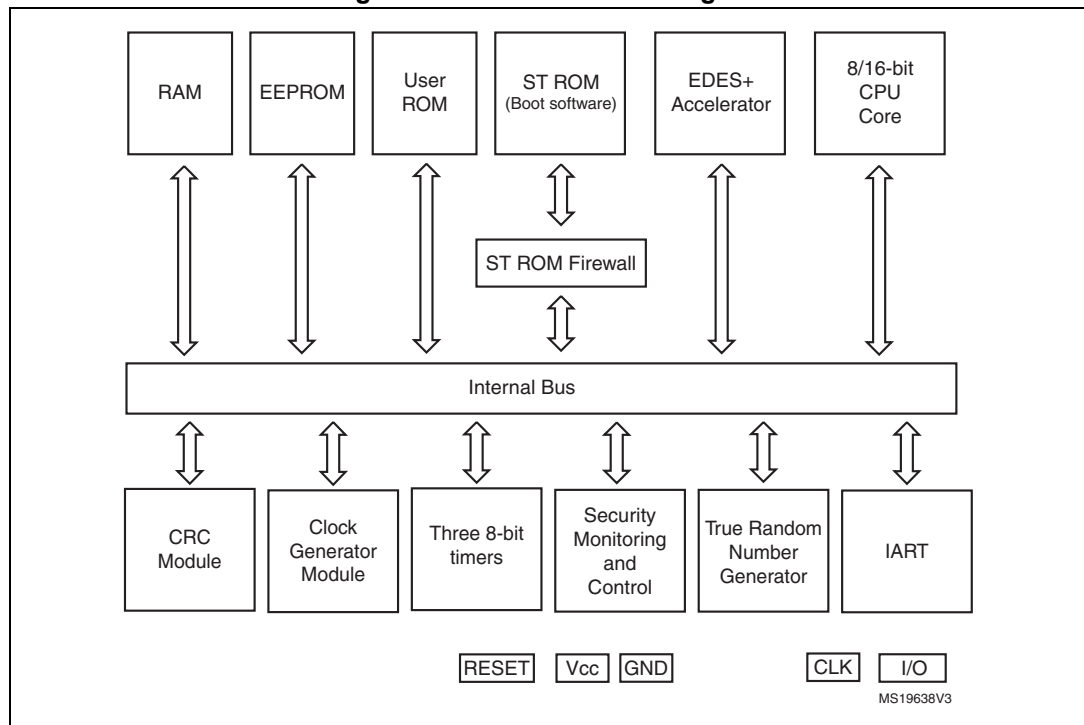 RAM
EEPROM
User
ROM
ST ROM
(Boot software)
EDES+
Accelerator
8/16-bit
CPU
Core
ST ROM Firewall
Internal Bus
CRC
Module
Clock
Generator
Module
Three 8-bit
timers
Security
Monitoring
and
Control
True Random
Number
Generator
IART
RESET
Vcc
GND
CLK
I/O
MS19638V3